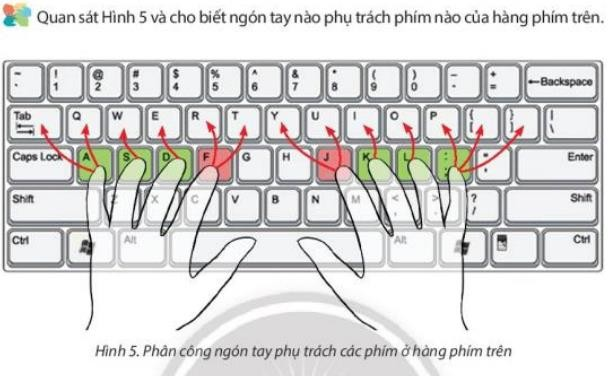 Quan sát Hình 5 và cho biết ngón tay nào phụ trách phím nào của hàng phím trên.
~ ` ! 1 @ 2 # 3 $ 4 % 5 ^ 6 & 7 * 8 ( 9 ) 0 - + = ←Backspace
Tab Q W E R T Y U I O P { [ } ] | \
Caps Lock A S D F G H J K L : ; " ' Enter
Shift Z X C V B N M < , > . ? / Shift
Ctrl Alt Alt Ctrl
Hình 5. Phân công ngón tay phụ trách các phím ở hàng phím trên